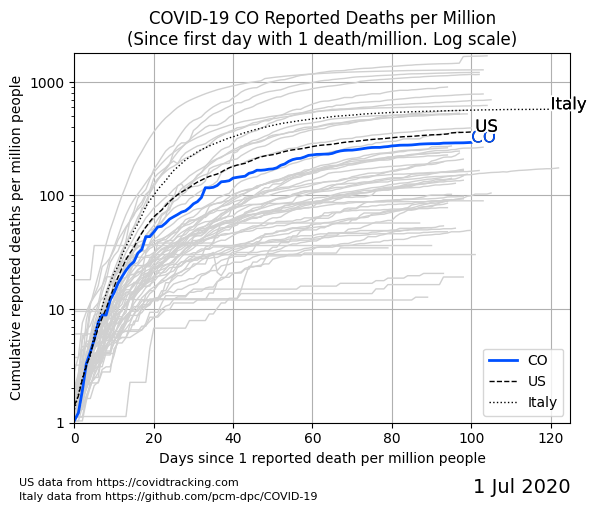 COVID-19 CO Reported Deaths per Million
(Since first day with 1 death/million. Log scale)
Cumulative reported deaths per million people
1000
100
10
1
Italy
US
CO
CO
US
Italy
0
20
40
60
80
100
120
Days since 1 reported death per million people
US data from https://covidtracking.com
Italy data from https://github.com/pcm-dpc/COVID-19
1 Jul 2020